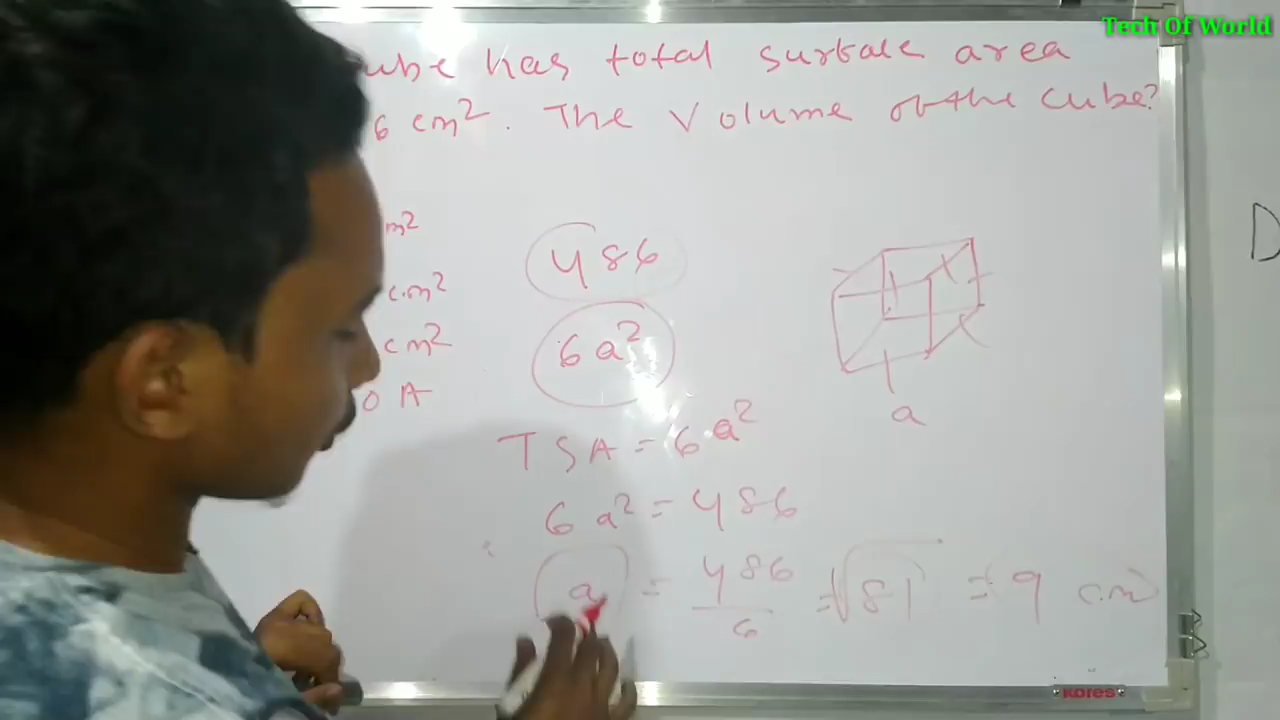 Tech Of World
ube has total surface area
6 cm². The Volume of the cube?
m²
cm²
cm²
O A
486
6a²
a
TSA = 6a²
6a² = 486
a = 486/6 = √81 = 9 cm
KORES
D